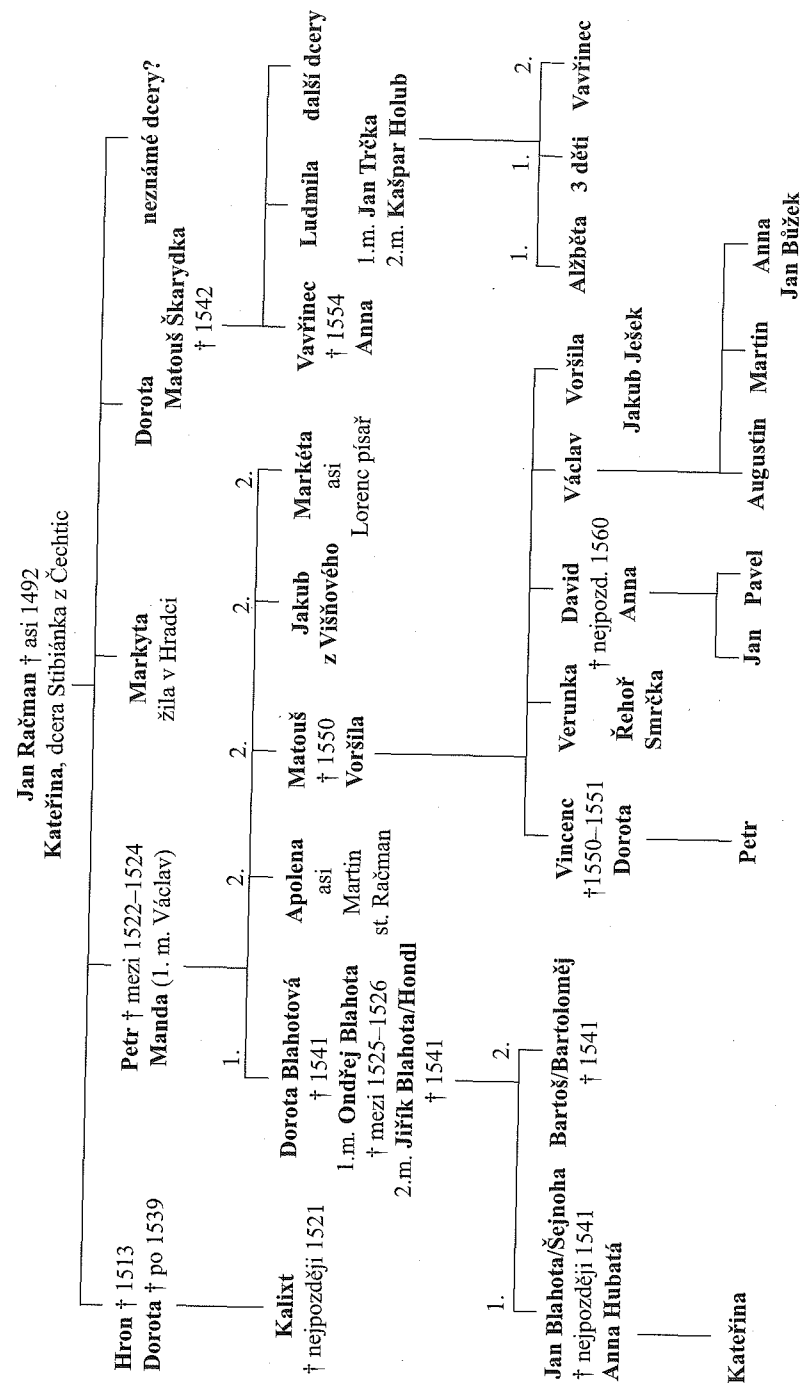 Jan Račman † asi 1492
Kateřina, dcera Stibiánka z Čechtic
Hron † 1513
Dorota † po 1539
Petr † mezi 1522–1524
Manda (1. m. Václav)
Markyta
žila v Hradci
Dorota
Matouš Škarydka
† 1542
neznámé dcery?
Kalixt
† nejpozději 1521
1.
Dorota Blahotová
† 1541
1.m. Ondřej Blahota
† mezi 1525–1526
2.m. Jiřík Blahota/Hondl
† 1541
2.
Apolena
asi
Martin
st. Račman
2.
Matouš
† 1550
Voršila
2.
Jakub
z Višňového
2.
Markéta
asi
Lorenc písař
Vavřinec
† 1554
Anna
Ludmila
1.m. Jan Trčka
2.m. Kašpar Holub
další dcery
1.
Jan Blahota/Šejnoha
† nejpozději 1541
Anna Hubatá
2.
Bartoš/Bartoloměj
† 1541
Vincenc
†1550–1551
Dorota
Verunka
Řehoř
Smrčka
David
† nejpozd. 1560
Anna
Václav
Voršila
Jakub Ješek
1.
Alžběta
1.
3 děti
2.
Vavřinec
Kateřina
Petr
Jan
Pavel
Augustin
Martin
Anna
Jan Bůžek